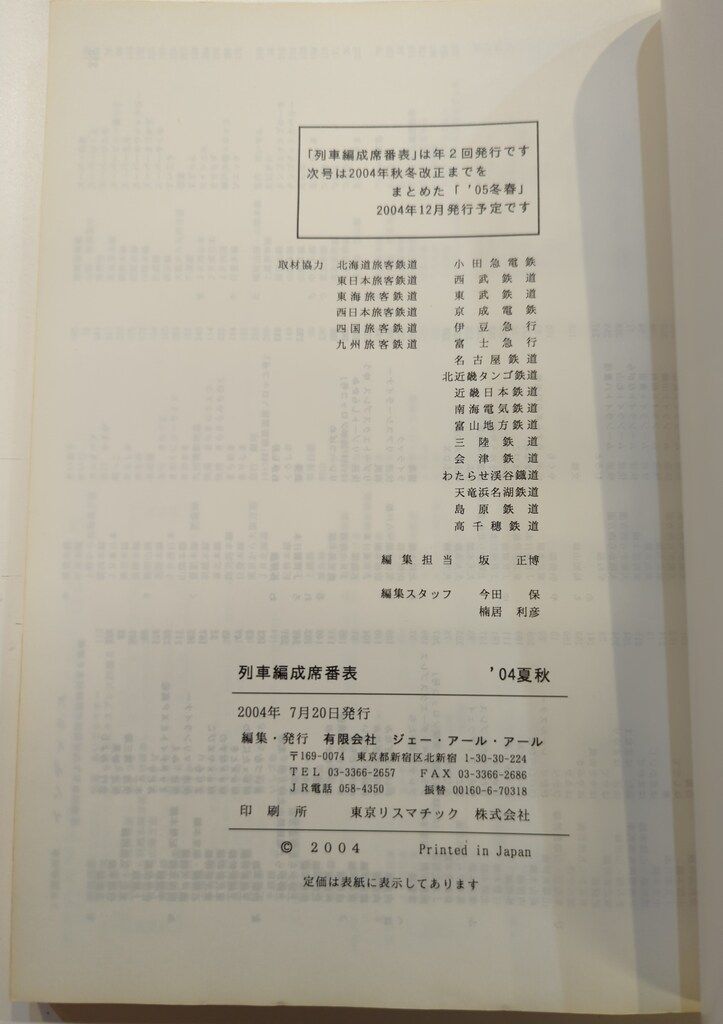 「列車編成席番表」は年2回発行です
次号は2004年秋冬改正までを
まとめた「 '05冬春」
2004年12月発行予定です
取材協力 北海道旅客鉄道 小田急電鉄
東日本旅客鉄道 西武鉄道
東海旅客鉄道 東武鉄道
西日本旅客鉄道 京成電鉄
四国旅客鉄道 伊豆急行
九州旅客鉄道 富士急行
名古屋鉄道
北近畿タンゴ鉄道
近畿日本鉄道
南海電気鉄道
富山地方鉄道
三陸鉄道
会津鉄道
わたらせ渓谷鐵道
天竜浜名湖鉄道
島原鉄道
高千穂鉄道
編集担当 坂 正博
編集スタッフ 今田 保
楠居 利彦
列車編成席番表 '04夏秋
2004年 7月20日発行
編集・発行 有限会社 ジェー・アール・アール
〒169-0074 東京都新宿区北新宿 1-30-30-224
TEL 03-3366-2657 FAX 03-3366-2686
JR電話 058-4350 振替 00160-6-70318
印刷所 東京リスマチック 株式会社
© 2004 Printed in Japan
定価は表紙に表示してあります